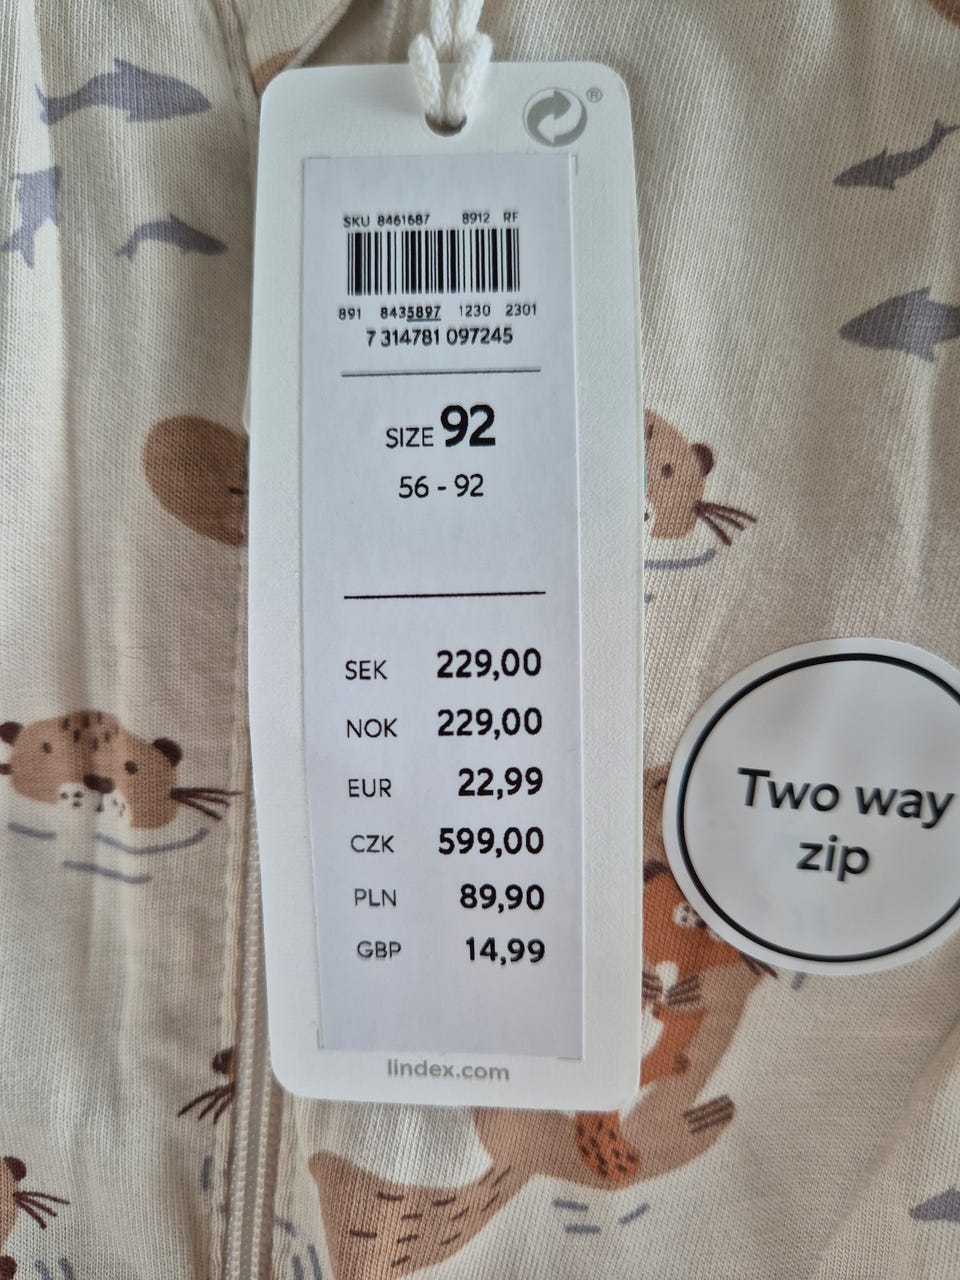 ®
SKU 8461687 8912 RF
891 8435897 1230 2301
7 314781 097245
SIZE 92
56 - 92
SEK 229,00
NOK 229,00
EUR 22,99
CZK 599,00
PLN 89,90
GBP 14,99
lindex.com
Two way
zip